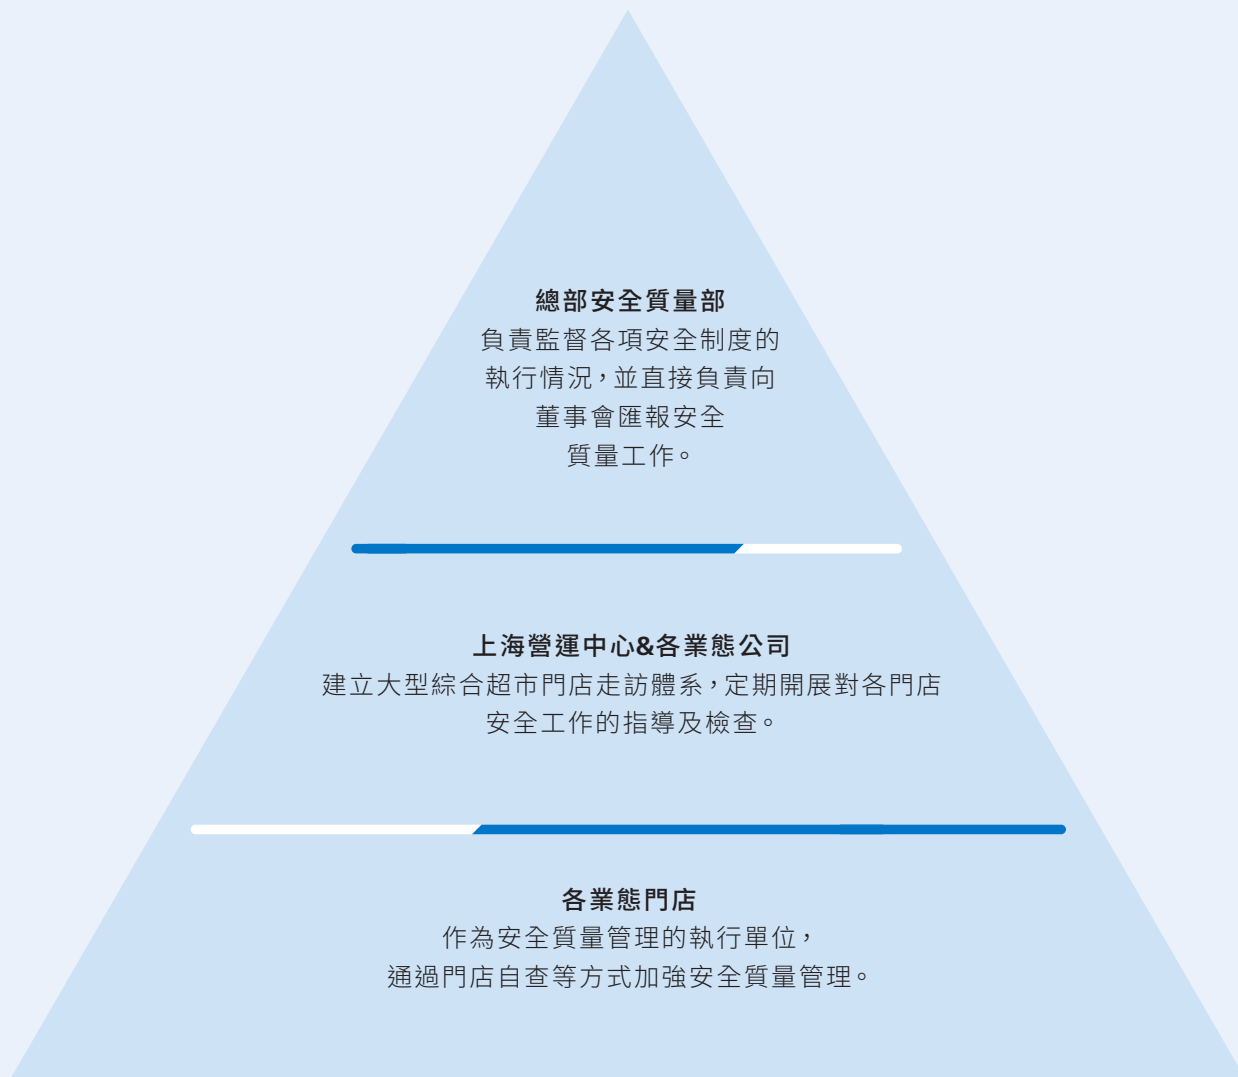 總部安全質量部
負責監督各項安全制度的
執行情況，並直接負責向
董事會匯報安全
質量工作。
上海營運中心&各業態公司
建立大型綜合超市門店走訪體系，定期開展對各門店
安全工作的指導及檢查。
各業態門店
作為安全質量管理的執行單位，
通過門店自查等方式加強安全質量管理。